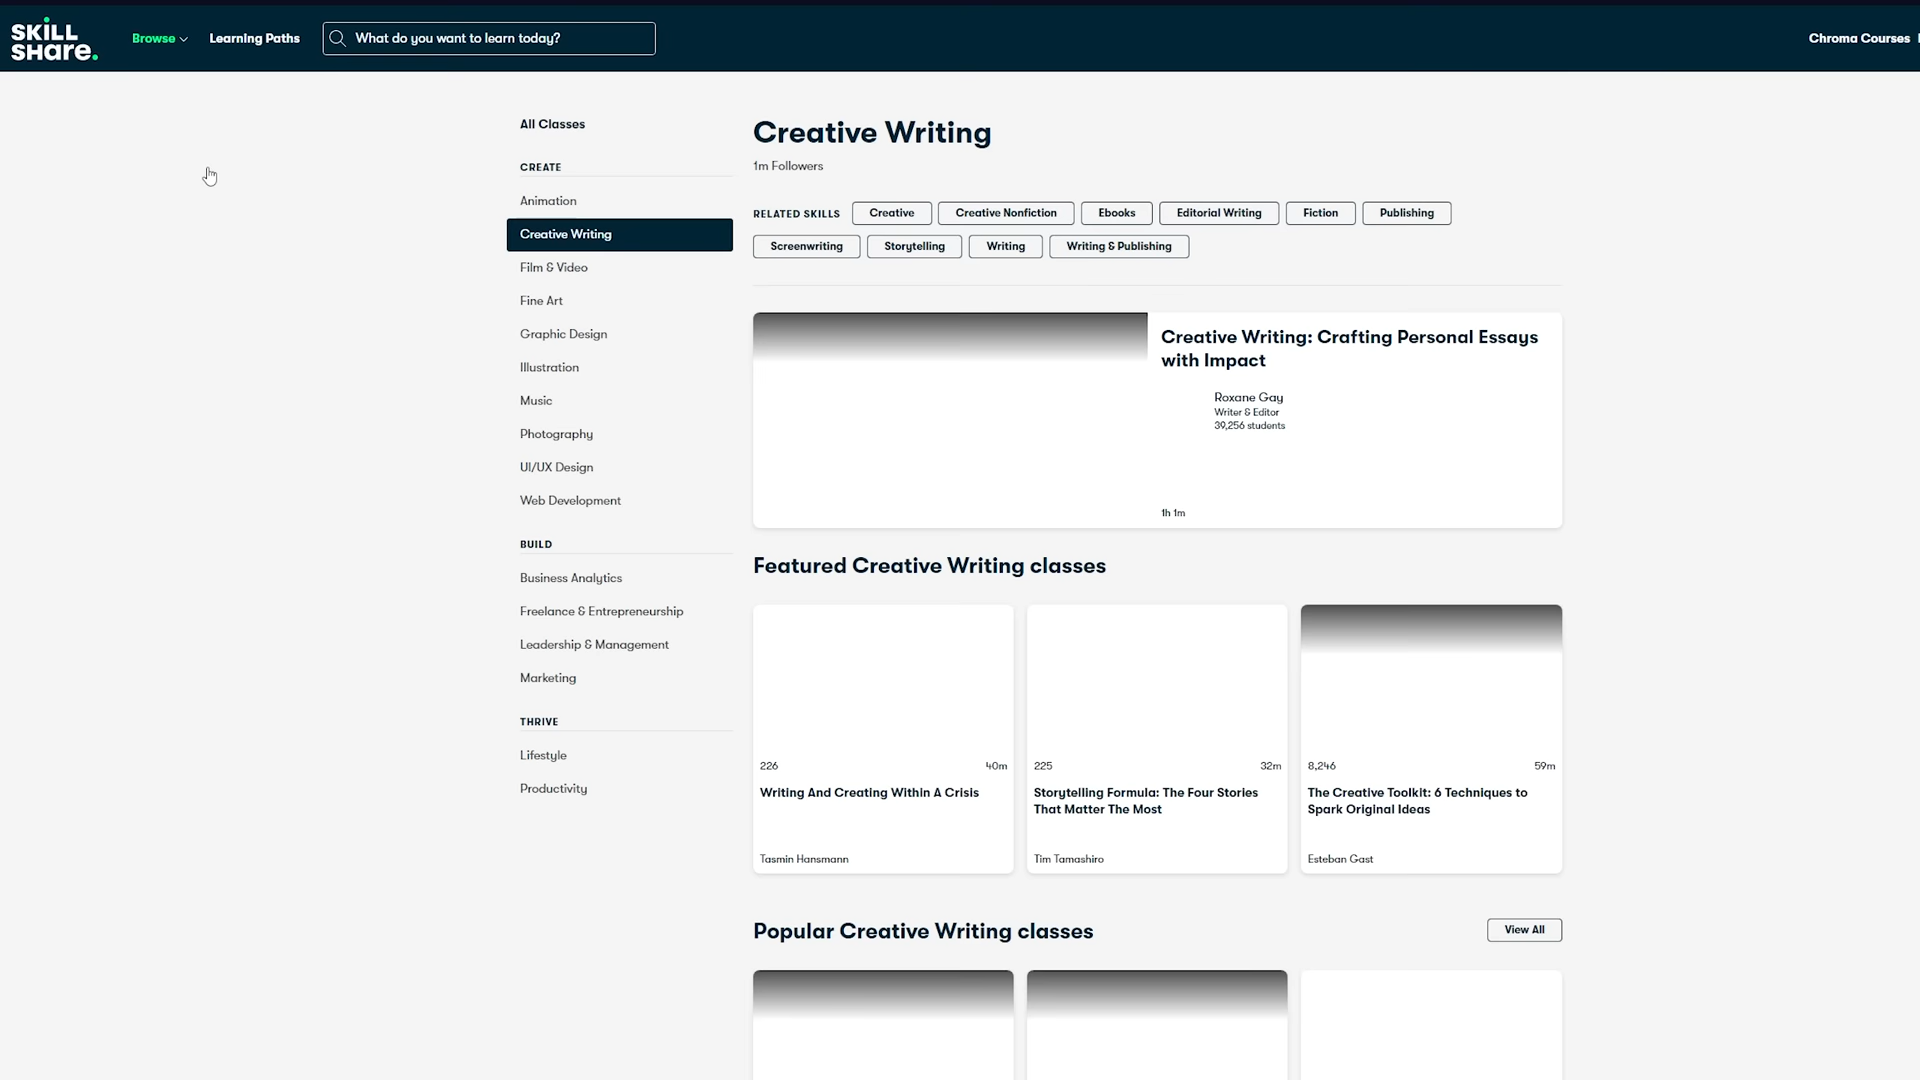 SKILL
SHARE.
Browse
Learning Paths
What do you want to learn today?
Chroma Courses
All Classes
CREATE
Animation
Creative Writing
Film & Video
Fine Art
Graphic Design
Illustration
Music
Photography
UI/UX Design
Web Development
BUILD
Business Analytics
Freelance & Entrepreneurship
Leadership & Management
Marketing
THRIVE
Lifestyle
Productivity
Creative Writing
1m Followers
RELATED SKILLS Creative Creative Nonfiction Ebooks Editorial Writing Fiction Publishing
Screenwriting Storytelling Writing Writing & Publishing
Creative Writing: Crafting Personal Essays
with Impact
Roxane Gay
Writer & Editor
39,256 students
1h 1m
Featured Creative Writing classes
226 40m
Writing And Creating Within A Crisis
Tasmin Hansmann
225 32m
Storytelling Formula: The Four Stories
That Matter The Most
Tim Tamashiro
8,246 59m
The Creative Toolkit: 6 Techniques to
Spark Original Ideas
Esteban Gast
Popular Creative Writing classes
View All